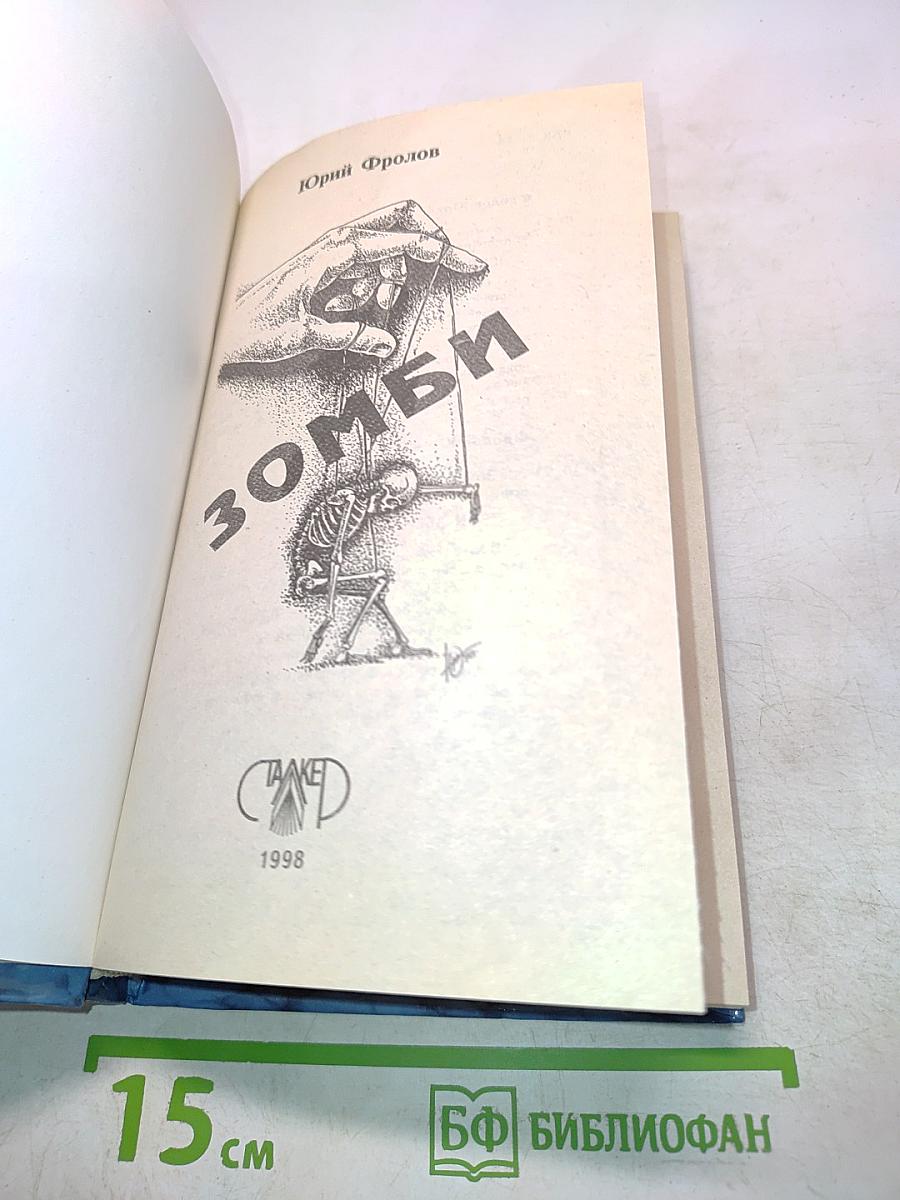 Юрий Фролов
ЗОМБИ
СТАЛКЕР
1998
15 см
БФ БИБЛИОФАН